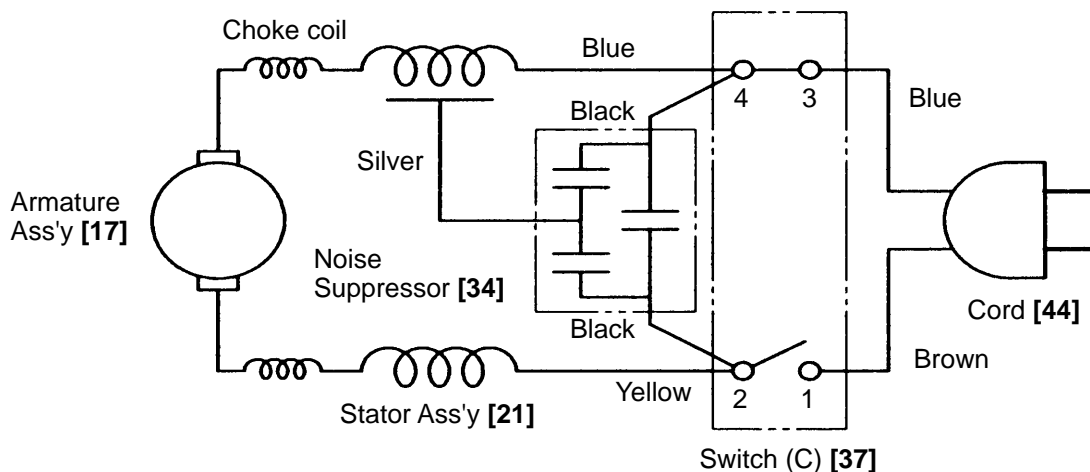 Choke coil
Blue
4
3
Black
Blue
Silver
Armature
Ass'y [17]
Noise
Suppressor [34]
Cord [44]
Black
Brown
Yellow
2
1
Stator Ass'y [21]
Switch (C) [37]